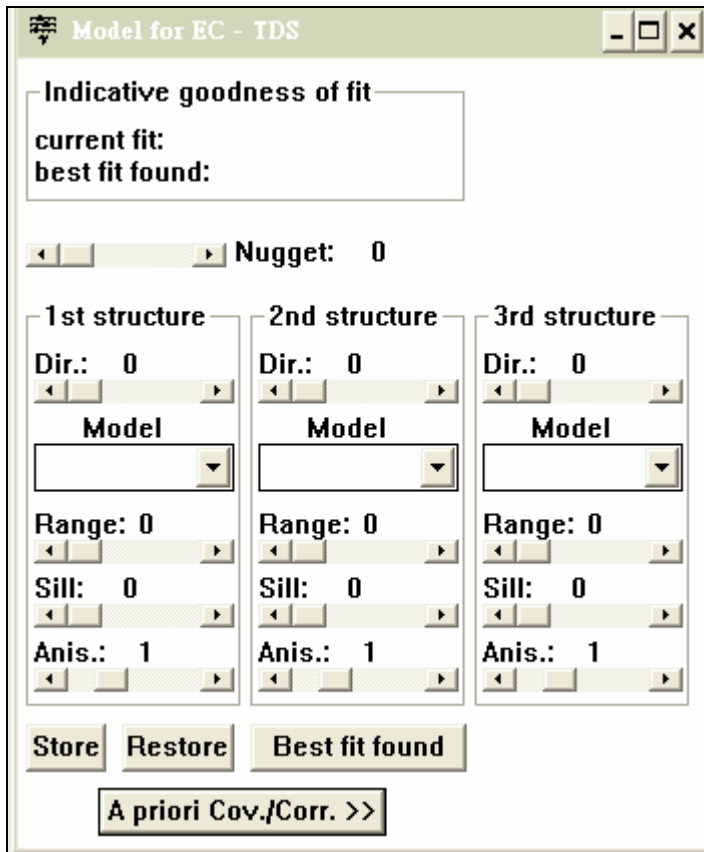 Model for EC - TDS
Indicative goodness of fit
current fit:
best fit found:
Nugget: 0
1st structure
Dir.: 0
Model
Range: 0
Sill: 0
Anis.: 1
2nd structure
Dir.: 0
Model
Range: 0
Sill: 0
Anis.: 1
3rd structure
Dir.: 0
Model
Range: 0
Sill: 0
Anis.: 1
Store Restore Best fit found
A priori Cov./Corr. >>